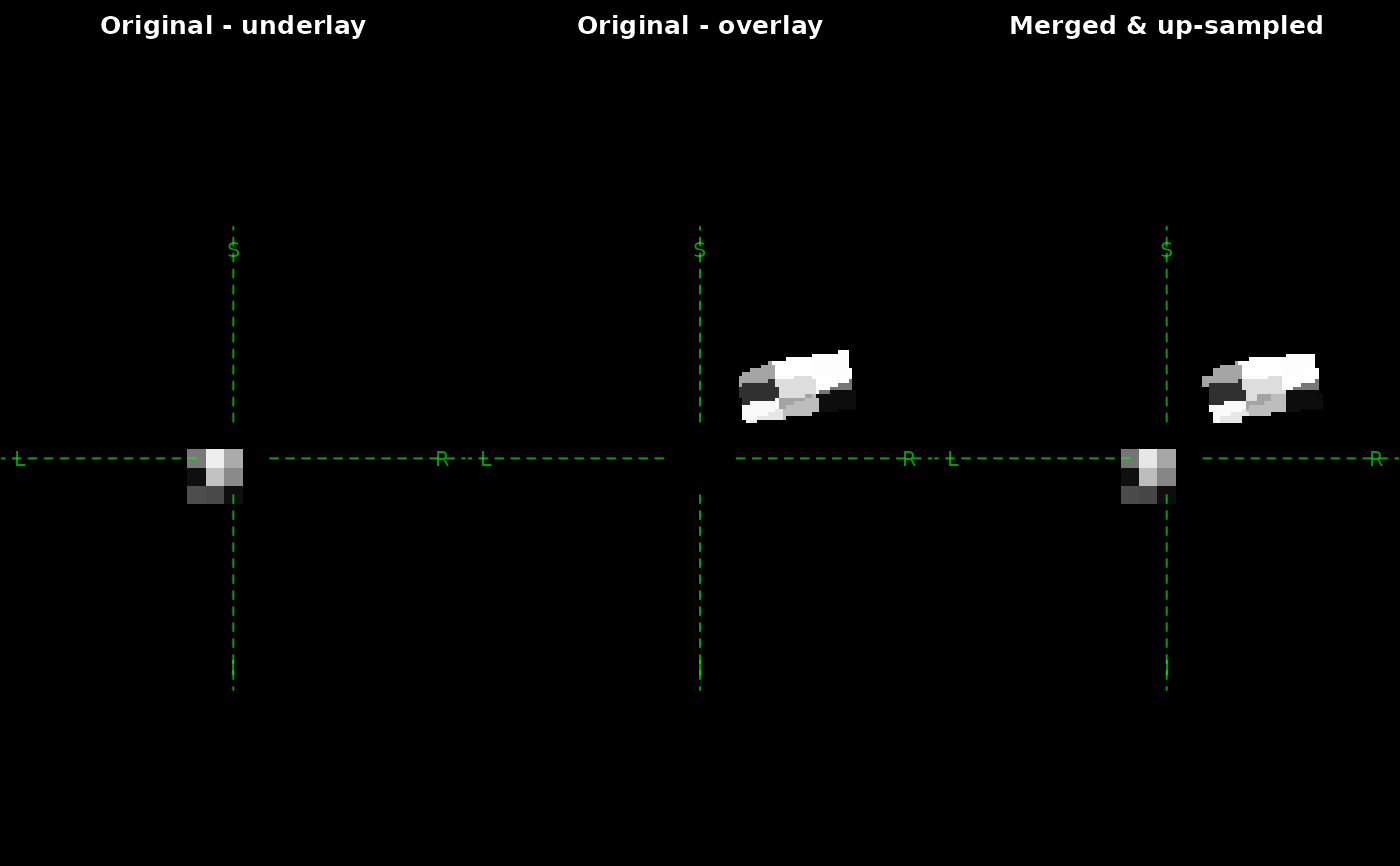 Original - underlay Original - overlay Merged & up-sampled
S S S
L R L R L R
I I I